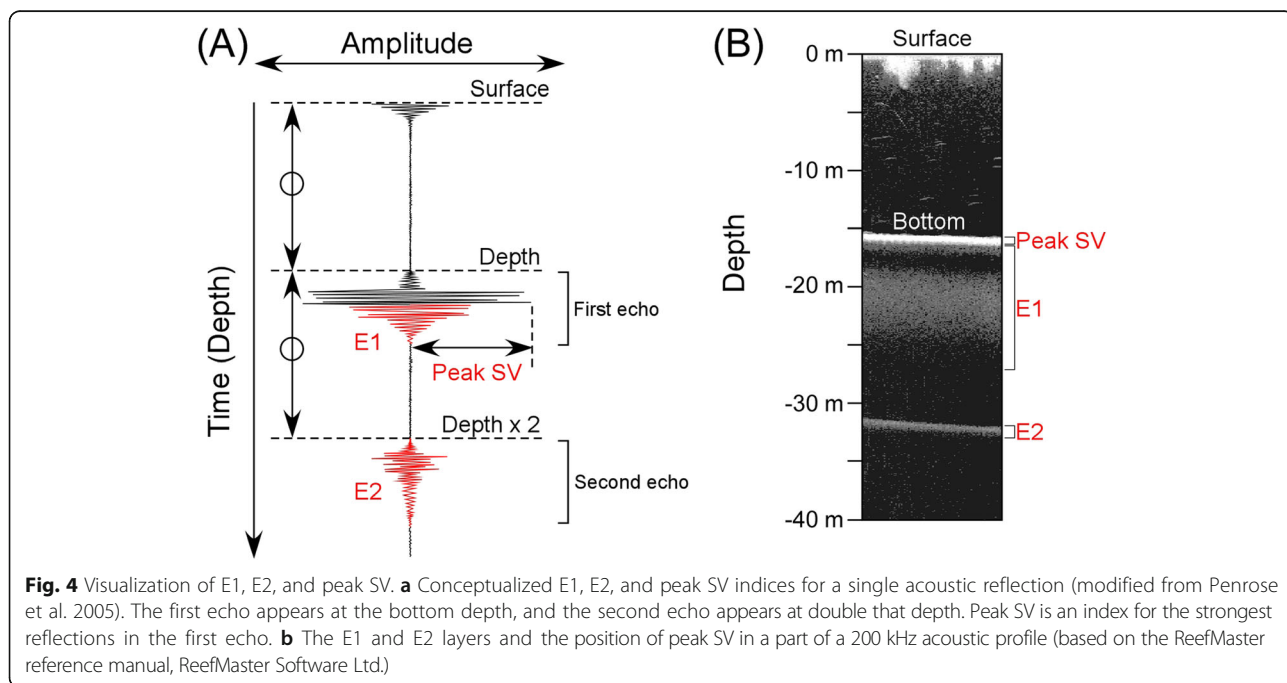 (A)
Amplitude
Surface
Depth
First echo
E1
Peak SV
Time (Depth)
Depth x 2
E2
Second echo
(B)
Surface
0 m
-10 m
Bottom
Peak SV
Depth
-20 m
E1
-30 m
E2
-40 m
Fig. 4 Visualization of E1, E2, and peak SV. a Conceptualized E1, E2, and peak SV indices for a single acoustic reflection (modified from Penrose
et al. 2005). The first echo appears at the bottom depth, and the second echo appears at double that depth. Peak SV is an index for the strongest
reflections in the first echo. b The E1 and E2 layers and the position of peak SV in a part of a 200 kHz acoustic profile (based on the ReefMaster
reference manual, ReefMaster Software Ltd.)